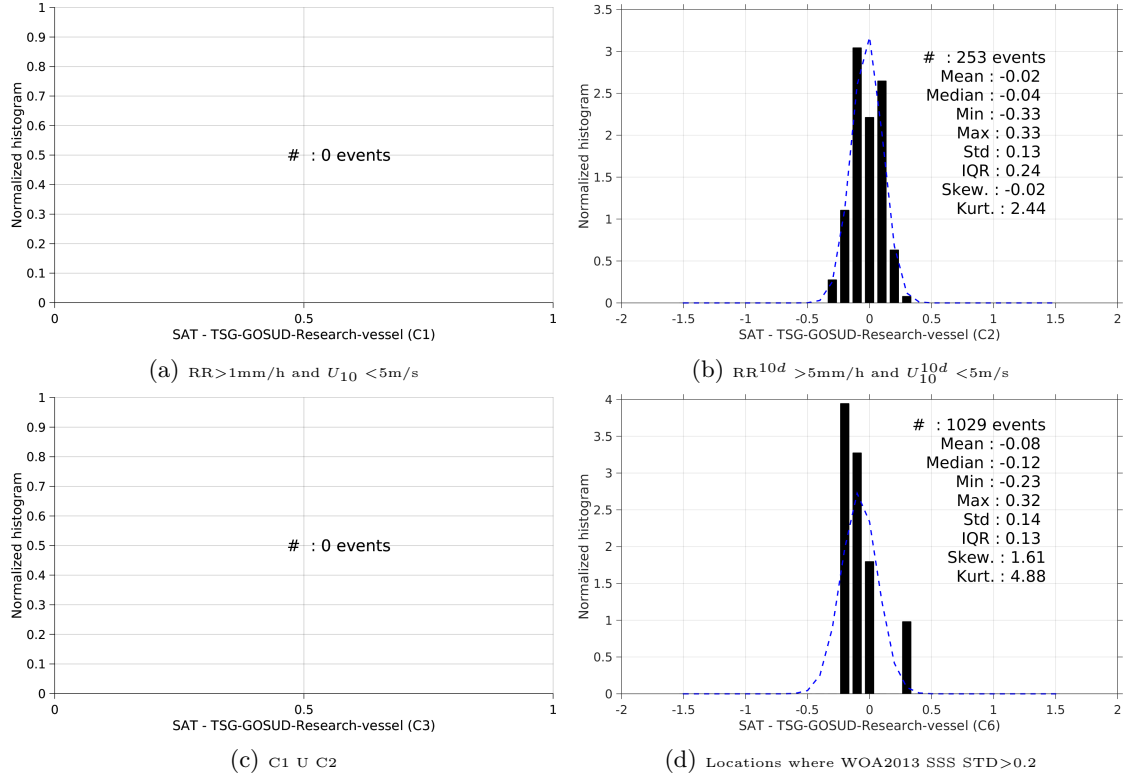 1
0.9
0.8
0.7
0.6
0.5
0.4
0.3
0.2
0.1
0
Normalized histogram
# : 0 events
0 0.5 1
SAT - TSG-GOSUD-Research-vessel (C1)
(a) RR>1mm/h and U10 <5m/s
3.5
3
2.5
2
1.5
1
0.5
0
Normalized histogram
# : 253 events
Mean : -0.02
Median : -0.04
Min : -0.33
Max : 0.33
Std : 0.13
IQR : 0.24
Skew. : -0.02
Kurt. : 2.44
-2 -1.5 -1 -0.5 0 0.5 1 1.5 2
SAT - TSG-GOSUD-Research-vessel (C2)
(b) RR^10d >5mm/h and U10^10d <5m/s
1
0.9
0.8
0.7
0.6
0.5
0.4
0.3
0.2
0.1
0
Normalized histogram
# : 0 events
0 0.5 1
SAT - TSG-GOSUD-Research-vessel (C3)
(c) C1 U C2
4
3.5
3
2.5
2
1.5
1
0.5
0
Normalized histogram
# : 1029 events
Mean : -0.08
Median : -0.12
Min : -0.23
Max : 0.32
Std : 0.14
IQR : 0.13
Skew. : 1.61
Kurt. : 4.88
-2 -1.5 -1 -0.5 0 0.5 1 1.5 2
SAT - TSG-GOSUD-Research-vessel (C6)
(d) Locations where WOA2013 SSS STD>0.2